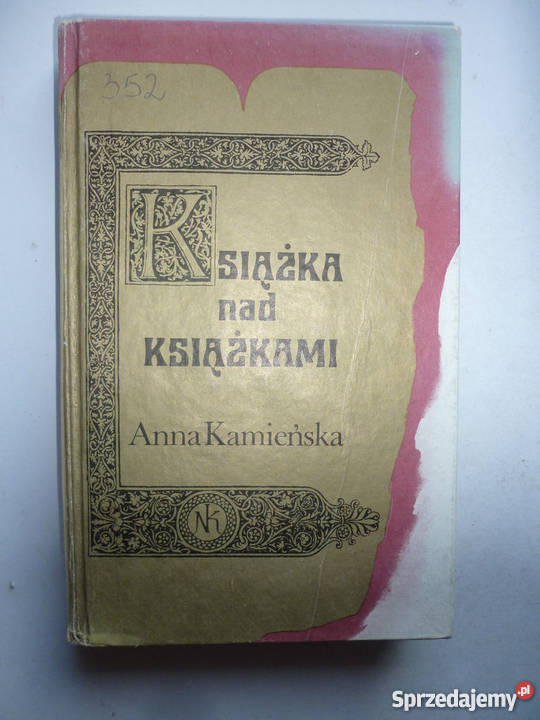 352
KSIĄŻKA
nad
KSIĄŻKAMI
Anna Kamieńska
NK
Sprzedajemy.pl